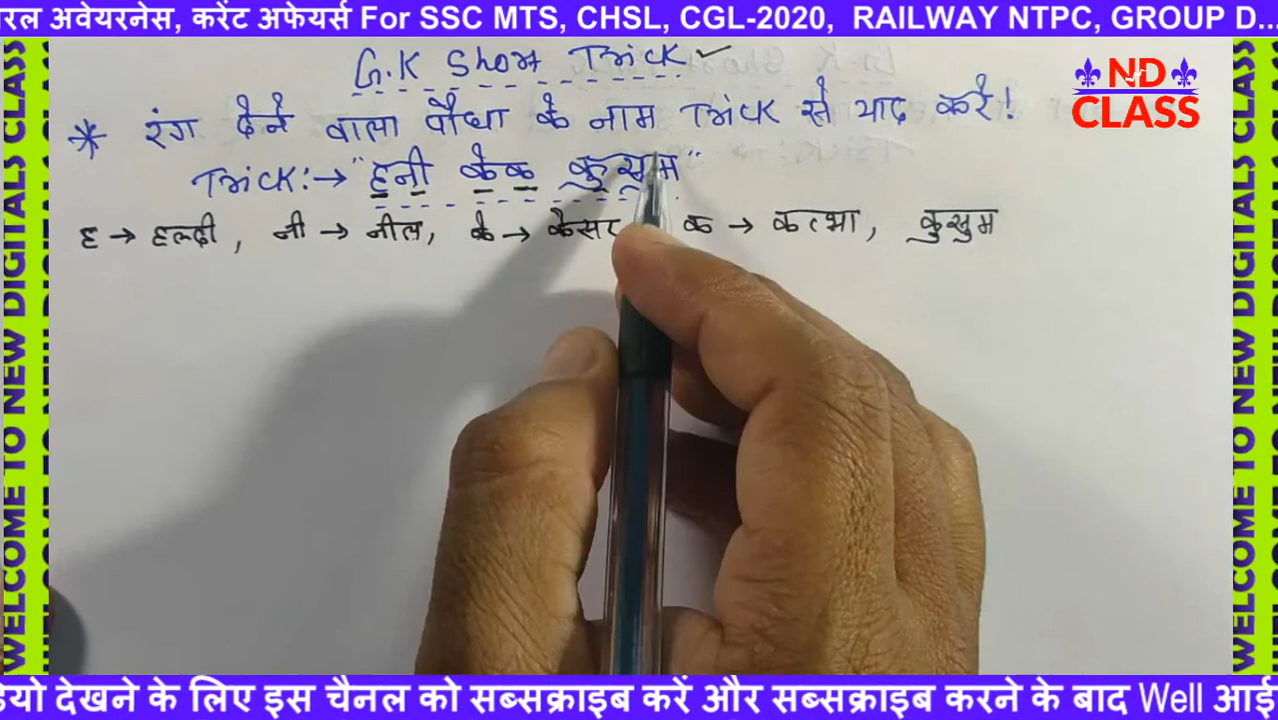 रल अवेयरनेस, करेंट अफेयर्स For SSC MTS, CHSL, CGL-2020, RAILWAY NTPC, GROUP D...
G.K Short Trick
ND
CLASS
* रंग देने वाला पौधा के नाम Trick से याद करे!
Trick:→ "हनी केक कुसूम"
ह → हल्दी, नी → नील, के → केसर क → कत्था, कुसुम
WELCOME TO NEW DIGITALS CLASS
WELCOME TO NEW DIGITALS CLASS
डियो देखने के लिए इस चैनल को सब्सक्राइब करें और सब्सक्राइब करने के बाद Well आई